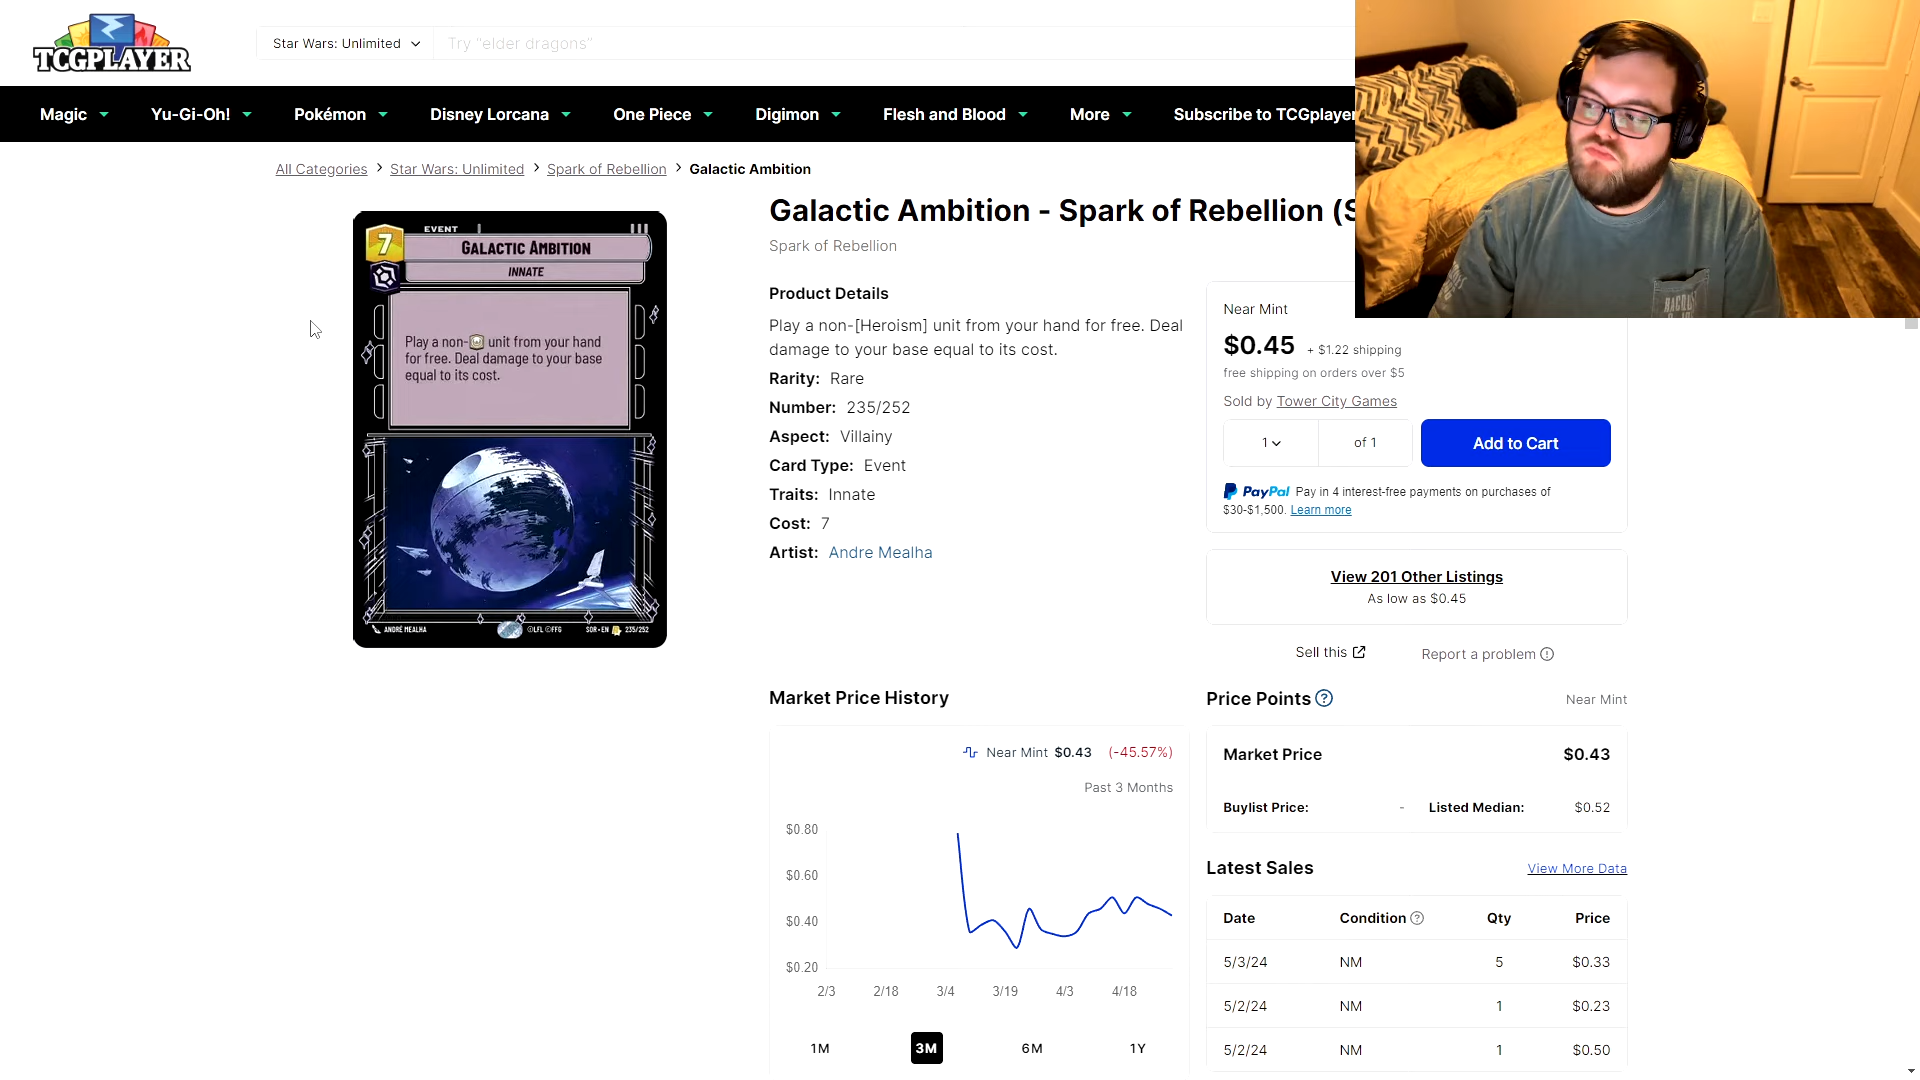 TCGPLAYER
Star Wars: Unlimited
Try “elder dragons”
Magic
Yu-Gi-Oh!
Pokémon
Disney Lorcana
One Piece
Digimon
Flesh and Blood
More
Subscribe to TCGplayer
All Categories > Star Wars: Unlimited > Spark of Rebellion > Galactic Ambition
7
EVENT
GALACTIC AMBITION
INNATE
Play a non- unit from your hand
for free. Deal damage to your base
equal to its cost.
ANDRÉ MEALHA
©LFL ©FFG
SOR • EN
235/252
Galactic Ambition - Spark of Rebellion (S
Spark of Rebellion
Product Details
Play a non-[Heroism] unit from your hand for free. Deal
damage to your base equal to its cost.
Rarity: Rare
Number: 235/252
Aspect: Villainy
Card Type: Event
Traits: Innate
Cost: 7
Artist: Andre Mealha
Near Mint
$0.45 + $1.22 shipping
free shipping on orders over $5
Sold by Tower City Games
1
of 1
Add to Cart
PayPal Pay in 4 interest-free payments on purchases of
$30-$1,500. Learn more
View 201 Other Listings
As low as $0.45
Sell this
Report a problem
Market Price History
Near Mint $0.43 (-45.57%)
Past 3 Months
$0.80
$0.60
$0.40
$0.20
2/3
2/18
3/4
3/19
4/3
4/18
1M
3M
6M
1Y
Price Points
Near Mint
Market Price
$0.43
Buylist Price:
-
Listed Median:
$0.52
Latest Sales
View More Data
Date
Condition
Qty
Price
5/3/24
NM
5
$0.33
5/2/24
NM
1
$0.23
5/2/24
NM
1
$0.50